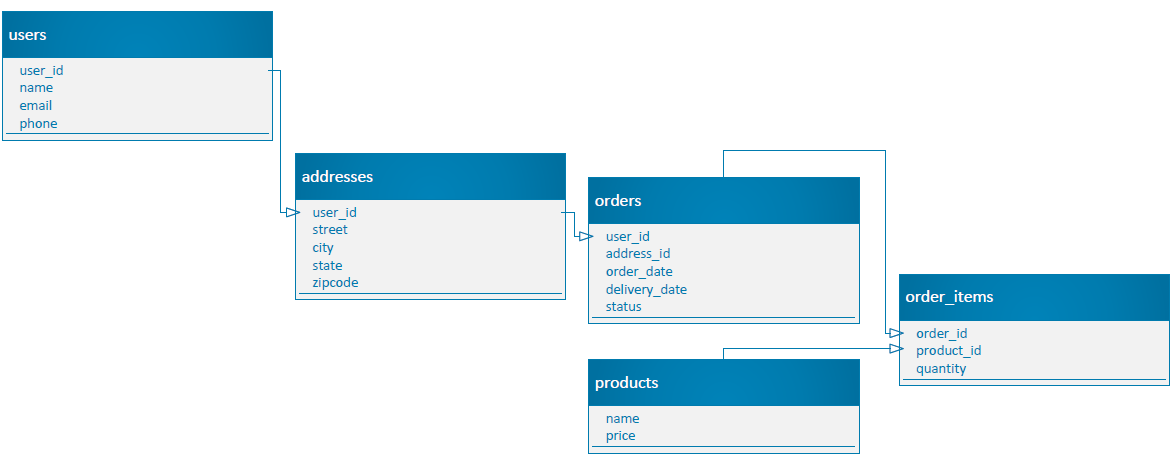 users
user_id
name
email
phone
addresses
user_id
street
city
state
zipcode
orders
user_id
address_id
order_date
delivery_date
status
order_items
order_id
product_id
quantity
products
name
price